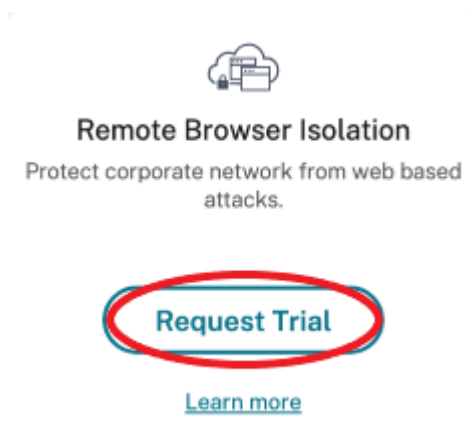 Remote Browser Isolation
Protect corporate network from web based
attacks.
Request Trial
Learn more